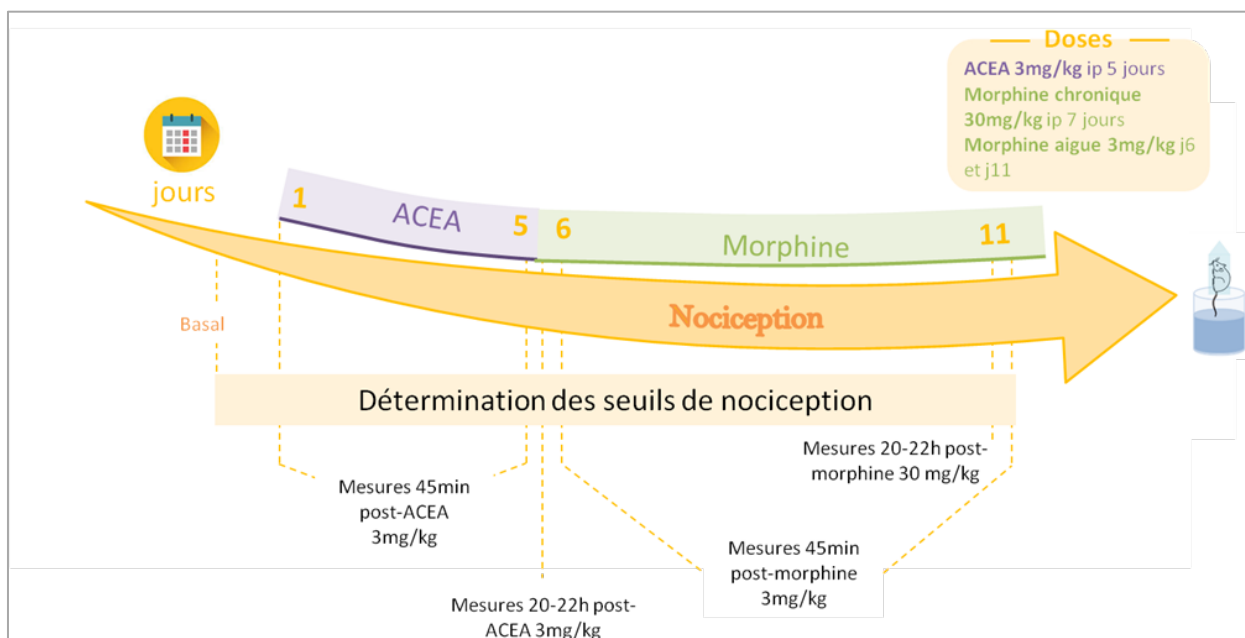 Doses
ACEA 3mg/kg ip 5 jours
Morphine chronique
30mg/kg ip 7 jours
Morphine aigue 3mg/kg j6
et j11
jours
1
ACEA
5
6
Morphine
11
Basal
Nociception
Détermination des seuils de nociception
Mesures 20-22h post-
morphine 30 mg/kg
Mesures 45min
post-ACEA
3mg/kg
Mesures 45min
post-morphine
3mg/kg
Mesures 20-22h post-
ACEA 3mg/kg